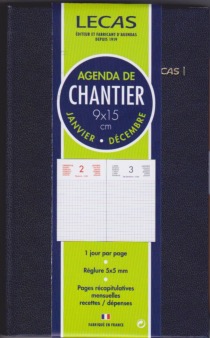 LECAS
ÉDITEUR ET FABRICANT D'AGENDAS
DEPUIS 1939
AGENDA DE
CHANTIER
9x15
cm
JANVIER • DÉCEMBRE
CAS
2
3
1 jour par page
Réglure 5x5 mm
Pages récapitulatives
mensuelles
recettes / dépenses
FABRIQUÉ EN FRANCE